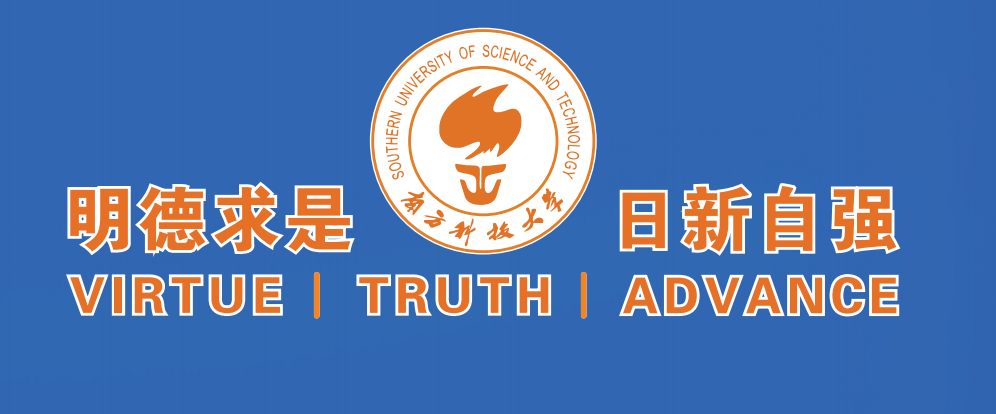 SOUTHERN UNIVERSITY OF SCIENCE AND TECHNOLOGY
南方科技大学
明德求是 日新自强
VIRTUE | TRUTH | ADVANCE